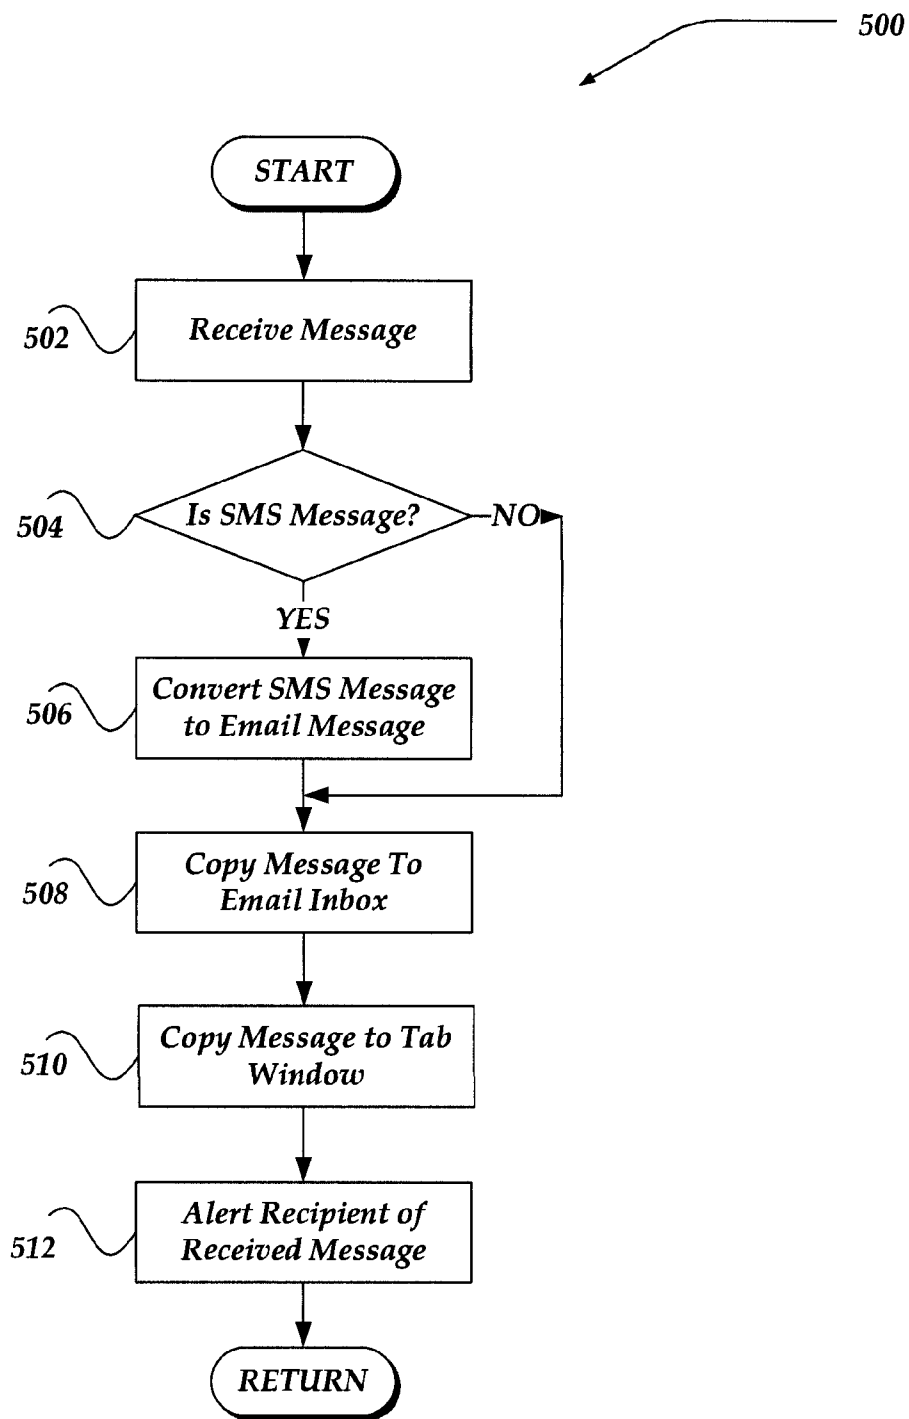 500
START
502
Receive Message
504
Is SMS Message?
NO
YES
506
Convert SMS Message
to Email Message
508
Copy Message To
Email Inbox
510
Copy Message to Tab
Window
512
Alert Recipient of
Received Message
RETURN